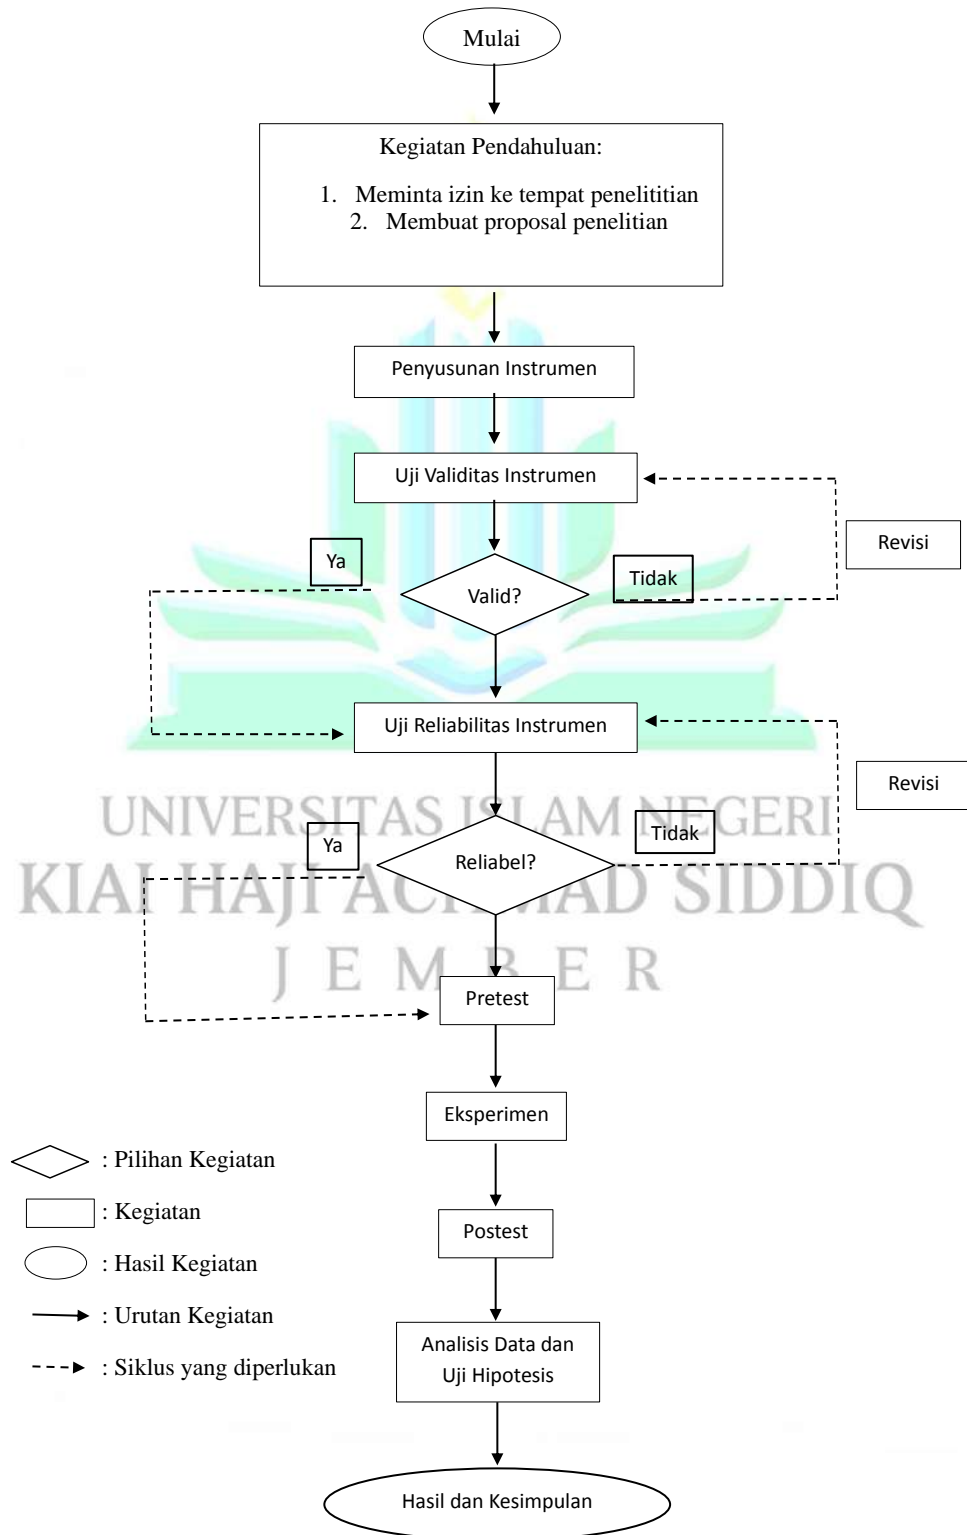 Mulai
Kegiatan Pendahuluan:
1. Meminta izin ke tempat penelititian
2. Membuat proposal penelitian
Penyusunan Instrumen
Uji Validitas Instrumen
Revisi
Ya
Valid?
Tidak
Uji Reliabilitas Instrumen
Revisi
UNIVERSITAS ISLAM NEGERI
Ya
Reliabel?
Tidak
KIAI HAJI ACHMAD SIDDIQ
JEMBER
Pretest
Eksperimen
: Pilihan Kegiatan
: Kegiatan
Postest
: Hasil Kegiatan
: Urutan Kegiatan
Analisis Data dan
Uji Hipotesis
: Siklus yang diperlukan
Hasil dan Kesimpulan